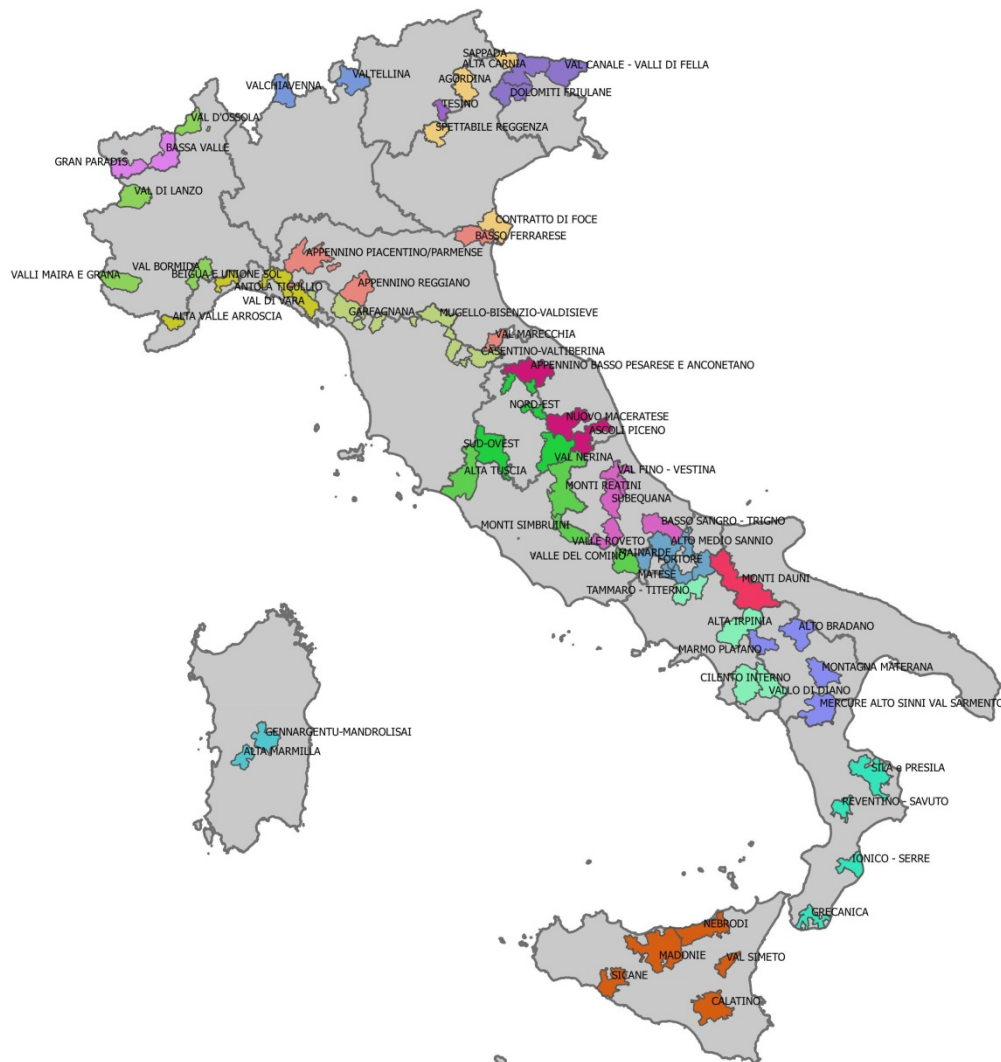 SAPPADA
ALTA CARNIA
VAL CANALE - VALLI DI FELLA
VALTELLINA
AGORDINA
VALCHIAVENNA
DOLOMITI FRIULANE
TESINO
VAL D'OSSOLA
SPETTABILE REGGENZA
BASSA VALLE
GRAN PARADIS
VAL DI LANZO
CONTRATTO DI FOCE
BASSO FERRARESE
APPENNINO PIACENTINO/PARMENSE
VAL BORMIDA
VALLI MAIRA E GRANA
BEIGUA E UNIONE SOL
APPENNINO REGGIANO
ANTOLA TIGULLIO
VAL DI VARA
GARFAGNANA
MUGELLO-BISENZIO-VALDISIEVE
ALTA VALLE ARROSCIA
VAL MARECCHIA
CASENTINO-VALTIBERINA
APPENNINO BASSO PESARESE E ANCONETANO
NORD-EST
NUOVO MACERATESE
ASCOLI PICENO
SUD-OVEST
VAL NERINA
ALTA TUSCIA
VAL FINO - VESTINA
MONTI REATINI
SUBEQUANA
MONTI SIMBRUINI
BASSO SANGRO - TRIGNO
VALLE ROVETO
ALTO MEDIO SANNIO
VALLE DEL COMINO
MAINARDE
FORTORE
MATESE
MONTI DAUNI
TAMMARO - TITERNO
ALTA IRPINIA
ALTO BRADANO
MARMO PLATANO
MONTAGNA MATERANA
CILENTO INTERNO
VALLO DI DIANO
MERCURE ALTO SINNI VAL SARMENTO
GENNARGENTU-MANDROLISAI
ALTA MARMILLA
SILA e PRESILA
REVENTINO - SAVUTO
IONICO - SERRE
GRECANICA
NEBRODI
MADONIE
VAL SIMETO
SICANE
CALATINO